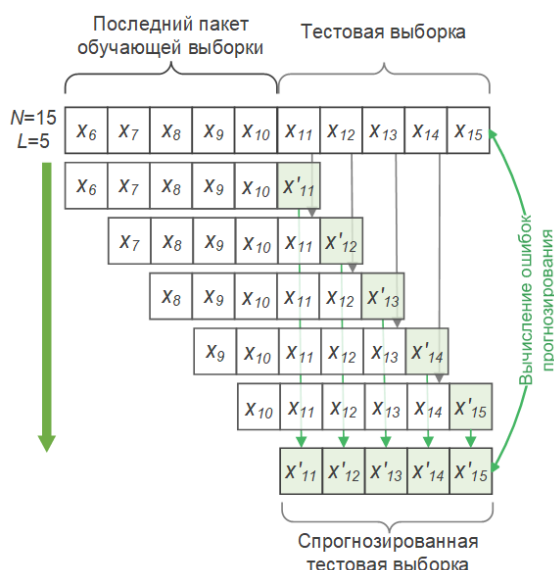 Последний пакет
обучающей выборки
Тестовая выборка
N=15
L=5
x6 x7 x8 x9 x10 x11 x12 x13 x14 x15
x6 x7 x8 x9 x10 x'11
x7 x8 x9 x10 x11 x'12
x8 x9 x10 x11 x12 x'13
x9 x10 x11 x12 x13 x'14
x10 x11 x12 x13 x14 x'15
x'11 x'12 x'13 x'14 x'15
Вычисление ошибок
прогнозирования
Спрогнозированная
тестовая выборка